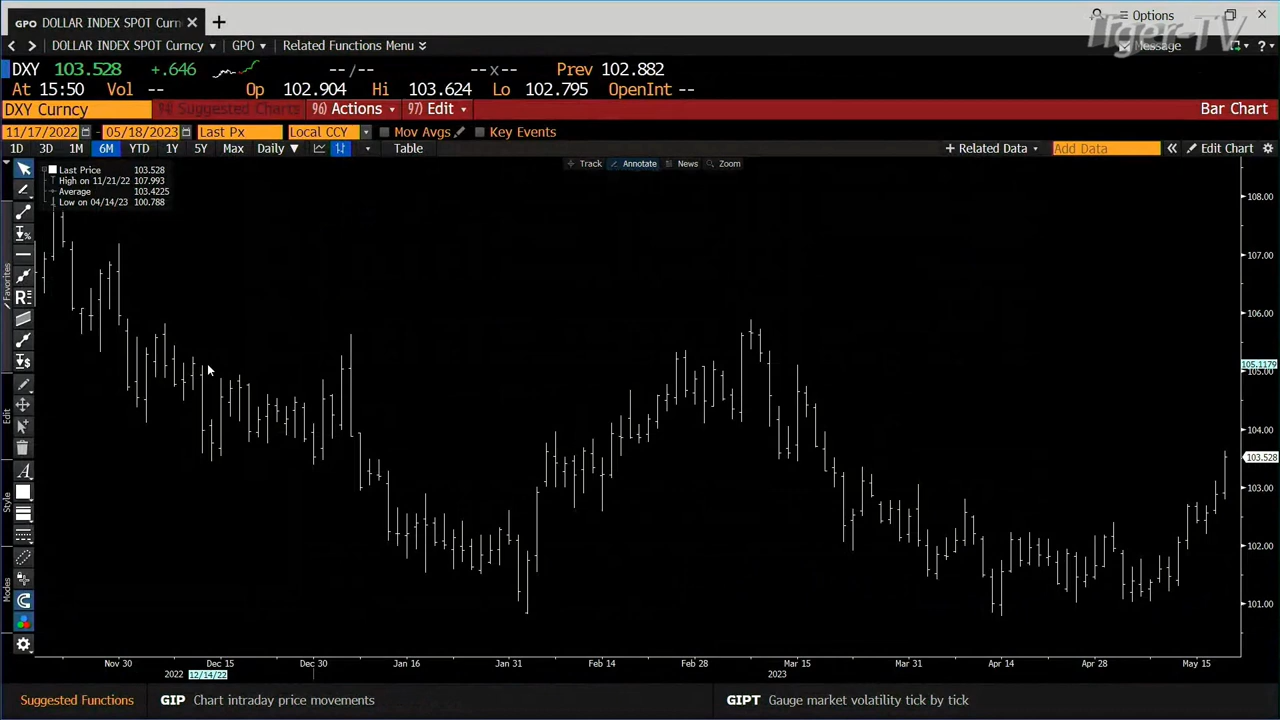 GPO DOLLAR INDEX SPOT Curn × +
Options
Tiger-TV
DOLLAR INDEX SPOT Curncy GPO Related Functions Menu Message ?
DXY 103.528 +.646 --/-- --x-- Prev 102.882
At 15:50 Vol -- Op 102.904 Hi 103.624 Lo 102.795 OpenInt --
DXY Curncy Suggested Charts 96) Actions 97) Edit Bar Chart
11/17/2022 - 05/18/2023 Last Px Local CCY Mov Avgs Key Events
1D 3D 1M 6M YTD 1Y 5Y Max Daily ▼ Table + Related Data Add Data « Edit Chart
Track Annotate News Zoom
Last Price 103.528
High on 11/21/22 107.993
Average 103.4225
Low on 04/14/23 100.788
Favorites
Edit
Style
Modes
108.00
107.00
106.00
105.1179
105.00
104.00
103.528
103.00
102.00
101.00
Nov 30 Dec 15 Dec 30 Jan 16 Jan 31 Feb 14 Feb 28 Mar 15 Mar 31 Apr 14 Apr 28 May 15
2022 12/14/22 2023
Suggested Functions GIP Chart intraday price movements GIPT Gauge market volatility tick by tick